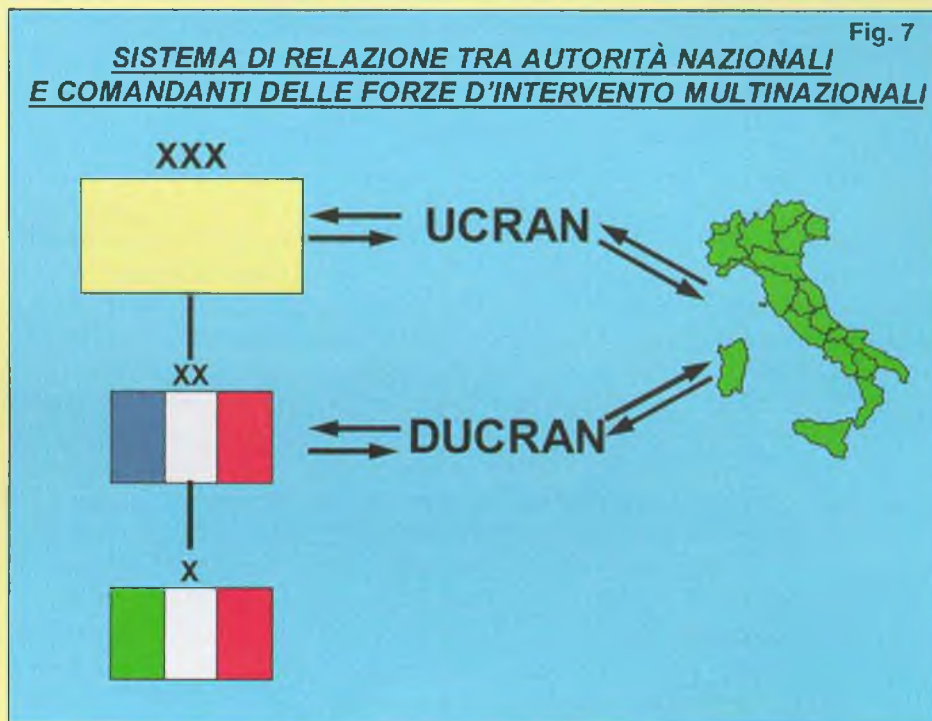 Fig. 7
SISTEMA DI RELAZIONE TRA AUTORITÀ NAZIONALI
E COMANDANTI DELLE FORZE D'INTERVENTO MULTINAZIONALI
XXX
UCRAN
XX
DUCRAN
X